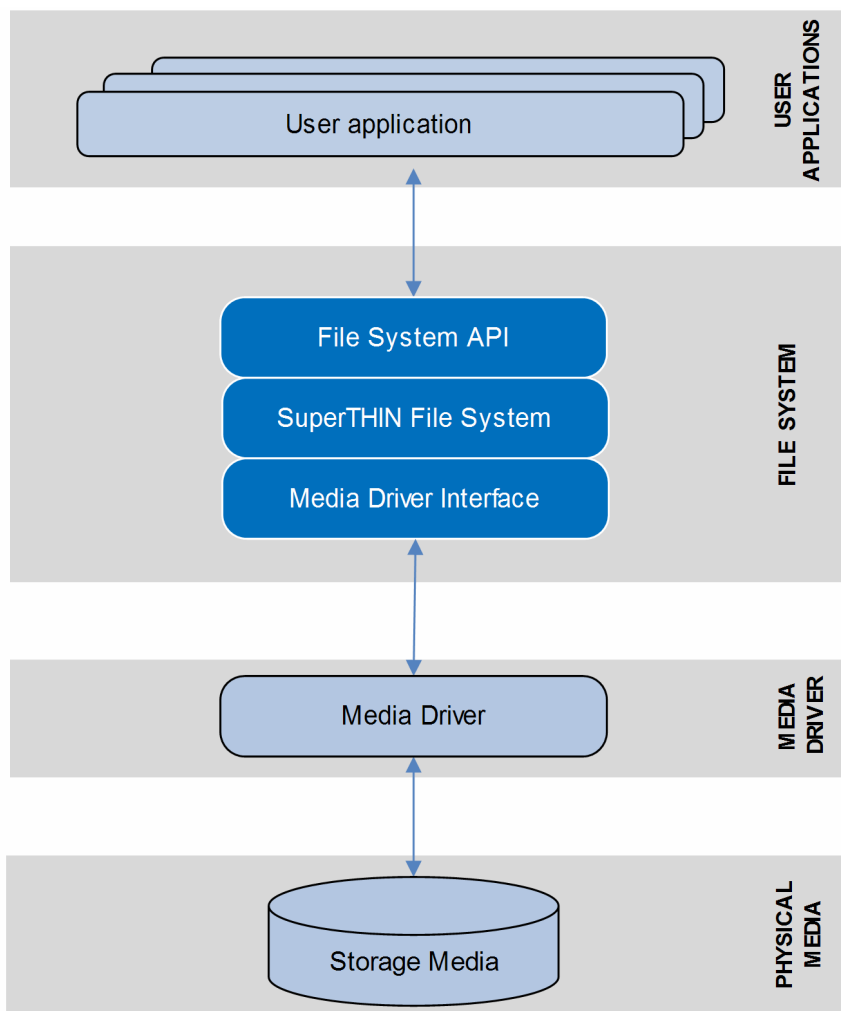 User application
USER
APPLICATIONS
File System API
SuperTHIN File System
Media Driver Interface
FILE SYSTEM
Media Driver
MEDIA
DRIVER
Storage Media
PHYSICAL
MEDIA